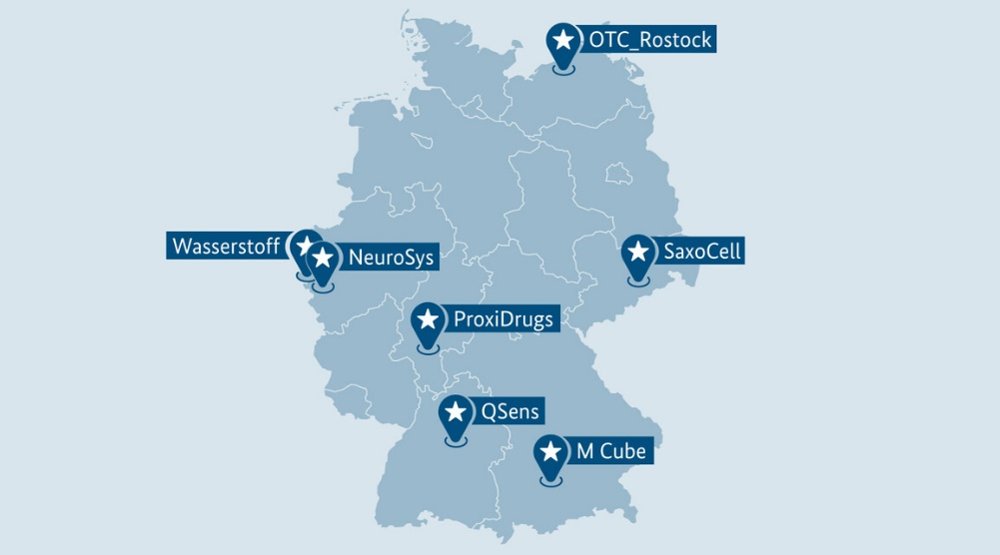 OTC_Rostock
Wasserstoff
NeuroSys
SaxoCell
ProxiDrugs
QSens
M Cube